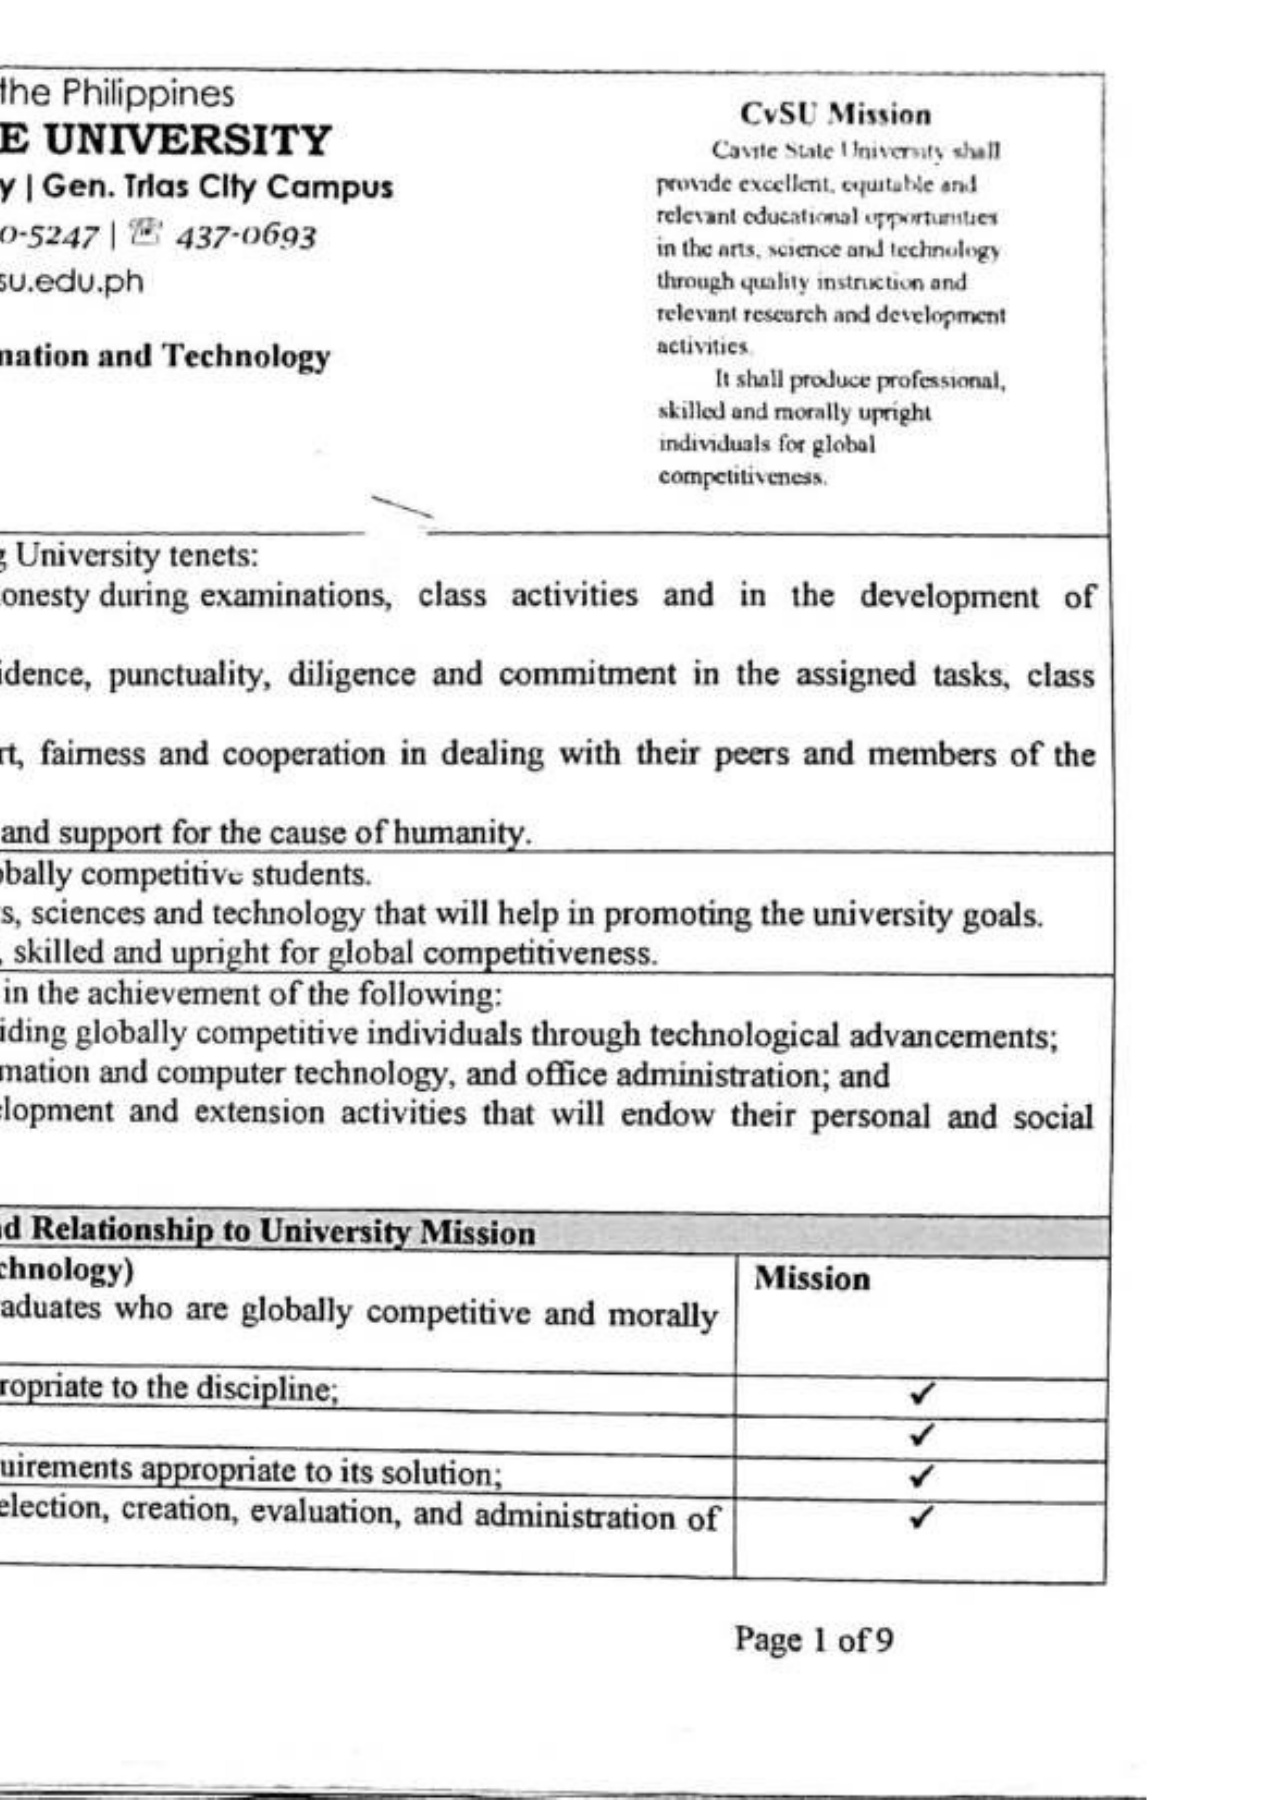 the Philippines
E UNIVERSITY
y | Gen. Trias City Campus
0-5247 | ☏ 437-0693
su.edu.ph
nation and Technology
CvSU Mission
Cavite State University shall
provide excellent, equitable and
relevant educational opportunities
in the arts, science and technology
through quality instruction and
relevant research and development
activities.
It shall produce professional,
skilled and morally upright
individuals for global
competitiveness.
g University tenets:
onesty during examinations, class activities and in the development of
idence, punctuality, diligence and commitment in the assigned tasks, class
rt, fairness and cooperation in dealing with their peers and members of the
and support for the cause of humanity.
obally competitive students.
s, sciences and technology that will help in promoting the university goals.
, skilled and upright for global competitiveness.
in the achievement of the following:
iding globally competitive individuals through technological advancements;
mation and computer technology, and office administration; and
elopment and extension activities that will endow their personal and social
d Relationship to University Mission
chnology)
Mission
aduates who are globally competitive and morally
ropriate to the discipline;
✓
✓
uirements appropriate to its solution;
✓
election, creation, evaluation, and administration of
✓
Page 1 of 9